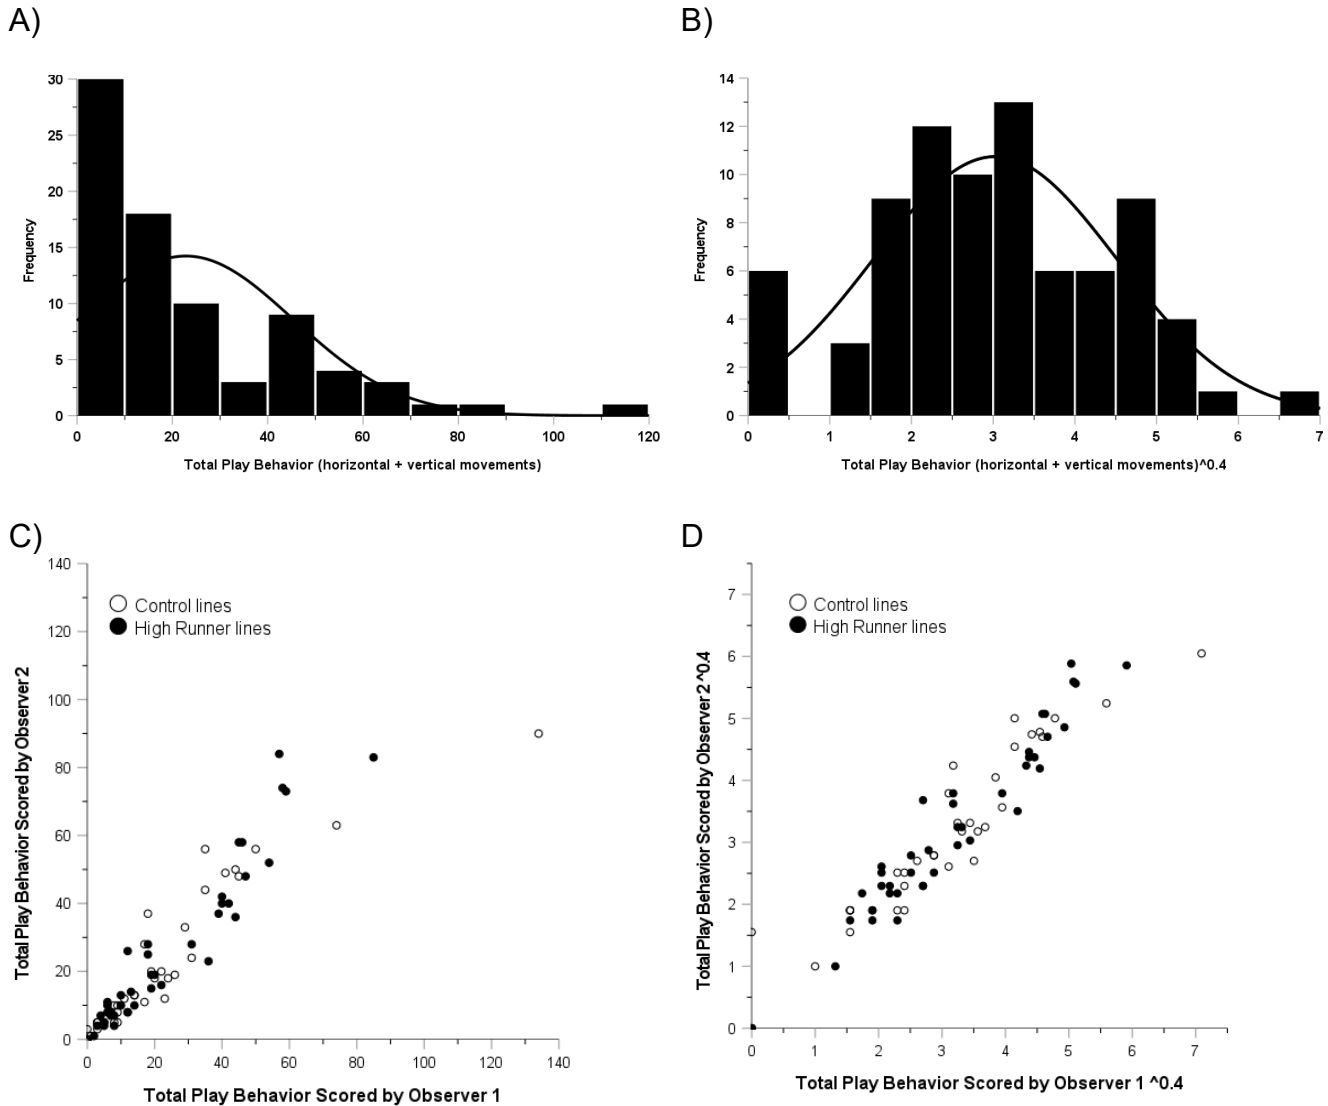 A)
B)
30
25
20
15
10
5
0
Frequency
0 20 40 60 80 100 120
Total Play Behavior (horizontal + vertical movements)
14
12
10
8
6
4
2
0
Frequency
0 1 2 3 4 5 6 7
Total Play Behavior (horizontal + vertical movements)^0.4
C)
D
140
120
100
80
60
40
20
0
Total Play Behavior Scored by Observer 2
Control lines
High Runner lines
0 20 40 60 80 100 120 140
Total Play Behavior Scored by Observer 1
7
6
5
4
3
2
1
0
Total Play Behavior Scored by Observer 2 ^0.4
Control lines
High Runner lines
0 1 2 3 4 5 6 7
Total Play Behavior Scored by Observer 1 ^0.4